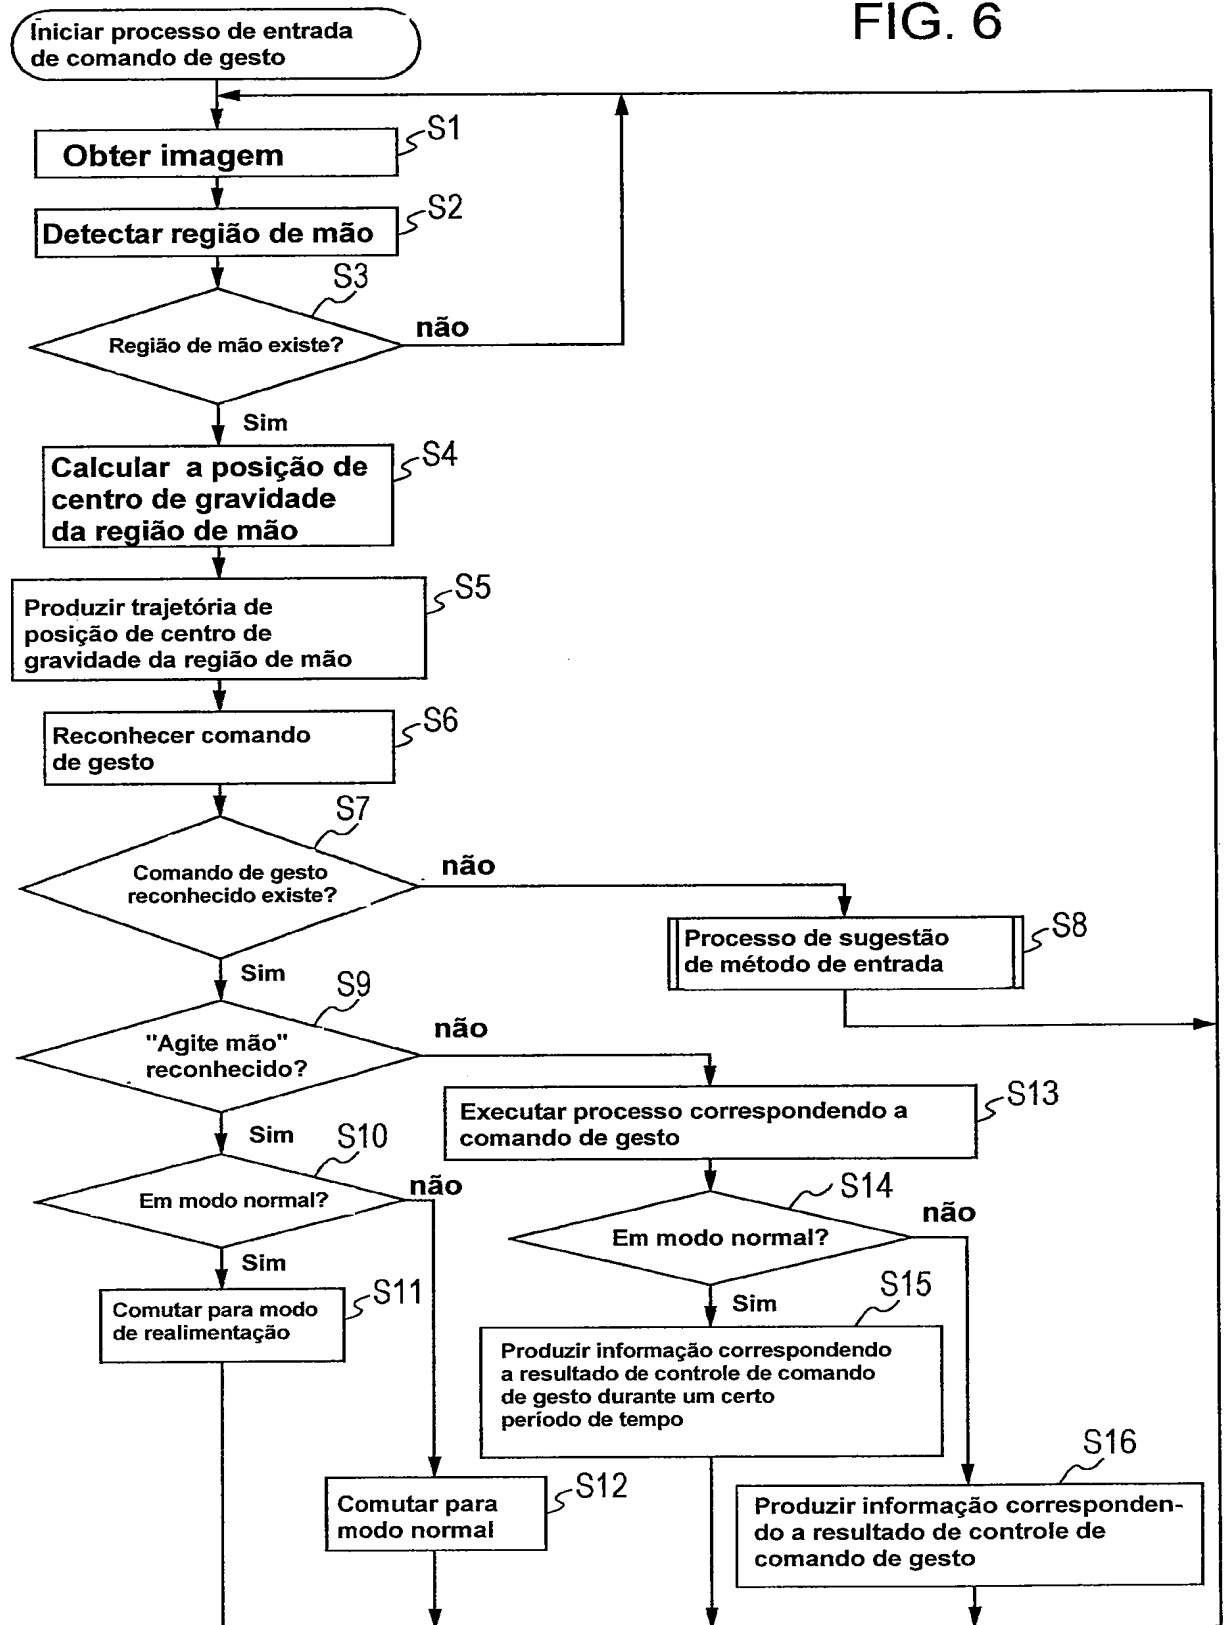 FIG. 6
Iniciar processo de entrada
de comando de gesto
S1
Obter imagem
S2
Detectar região de mão
S3
não
Região de mão existe?
Sim
S4
Calcular a posição de
centro de gravidade
da região de mão
S5
Produzir trajetória de
posição de centro de
gravidade da região de mão
S6
Reconhecer comando
de gesto
S7
não
Comando de gesto
reconhecido existe?
S8
Processo de sugestão
de método de entrada
Sim
S9
não
"Agite mão"
reconhecido?
S13
Executar processo correspondendo a
comando de gesto
Sim
S10
não
Em modo normal?
S14
não
Em modo normal?
Sim
S11
Comutar para modo
de realimentação
Sim
S15
Produzir informação correspondendo
a resultado de controle de comando
de gesto durante um certo
período de tempo
S12
Comutar para
modo normal
S16
Produzir informação corresponden-
do a resultado de controle de
comando de gesto